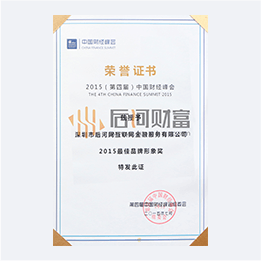 中国财经峰会
CHINA FINANCE SUMMIT
荣誉证书
2015(第四届)中国财经峰会
THE 4TH CHINA FINANCE SUMMIT 2015
后河财富
深圳市后河网互联网金融服务有限公司
2015最佳品牌形象奖
特发此证
第四届中国财经峰会组委会